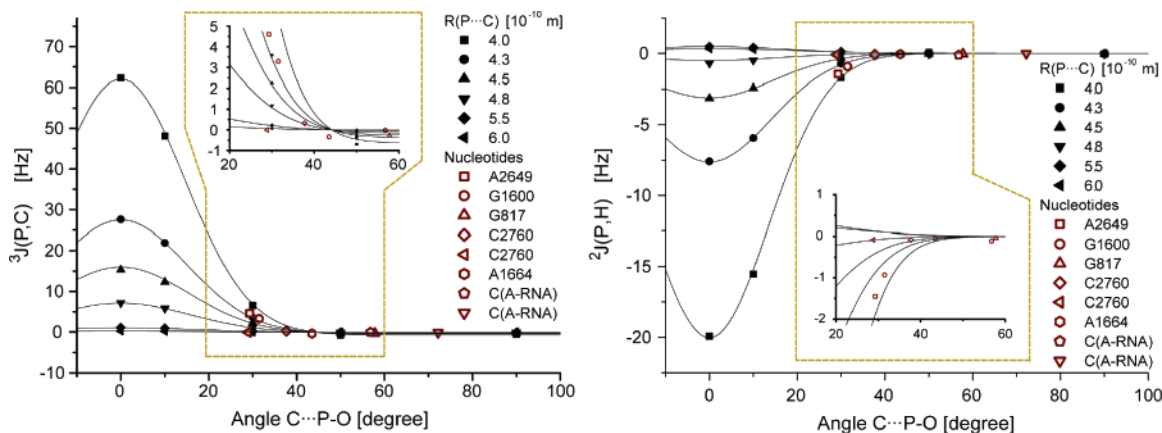 ³J(P,C) [Hz]
70
60
50
40
30
20
10
0
-10
0 20 40 60 80 100
Angle C···P-O [degree]
5
4
3
2
1
0
-1
20 40 60
R(P···C) [10⁻¹⁰ m]
4.0
4.3
4.5
4.8
5.5
6.0
Nucleotides
A2649
G1600
G817
C2760
C2760
A1664
C(A-RNA)
C(A-RNA)
²J(P,H) [Hz]
0
-5
-10
-15
-20
0 20 40 60 80 100
Angle C···P-O [degree]
1
0
-1
-2
20 30 40 50 60
R(P···C) [10⁻¹⁰ m]
4.0
4.3
4.5
4.8
5.5
6.0
Nucleotides
A2649
G1600
G817
C2760
C2760
A1664
C(A-RNA)
C(A-RNA)